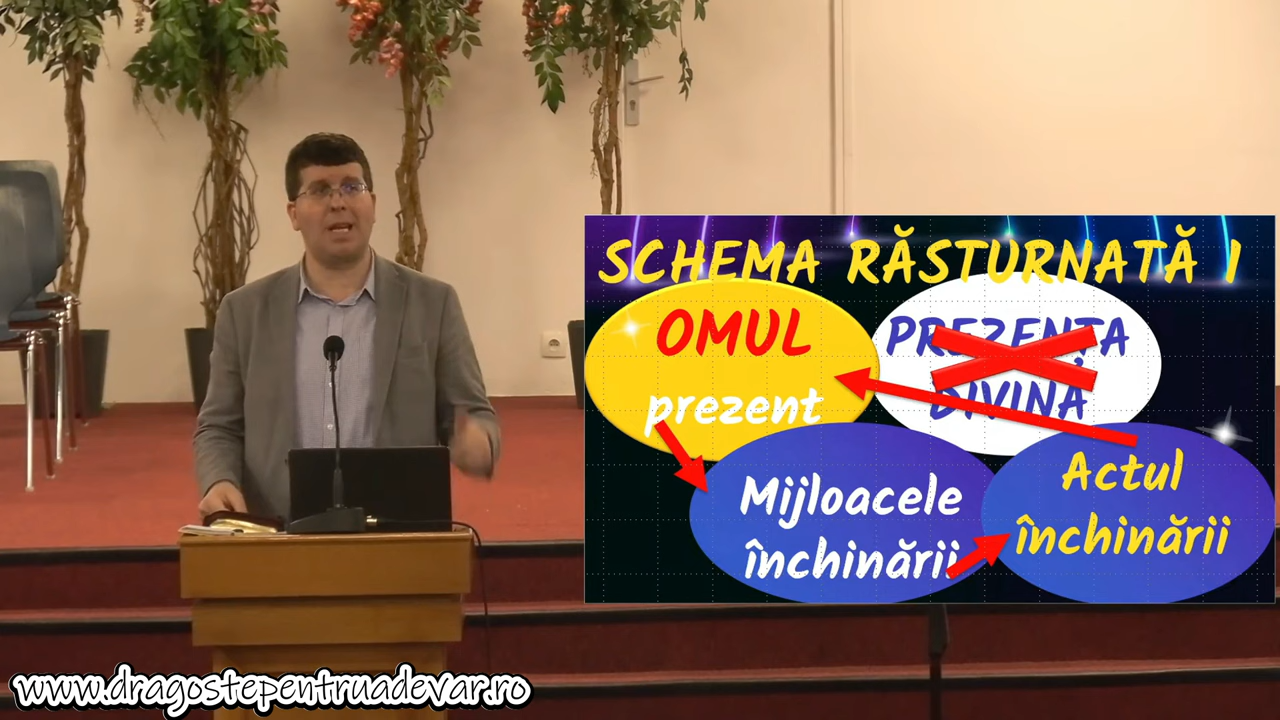 SCHEMA RĂSTURNATĂ I
OMUL
prezent
PREZENȚA
DIVINĂ
Mijloacele
închinării
Actul
închinării
www.dragostepentruadevar.ro